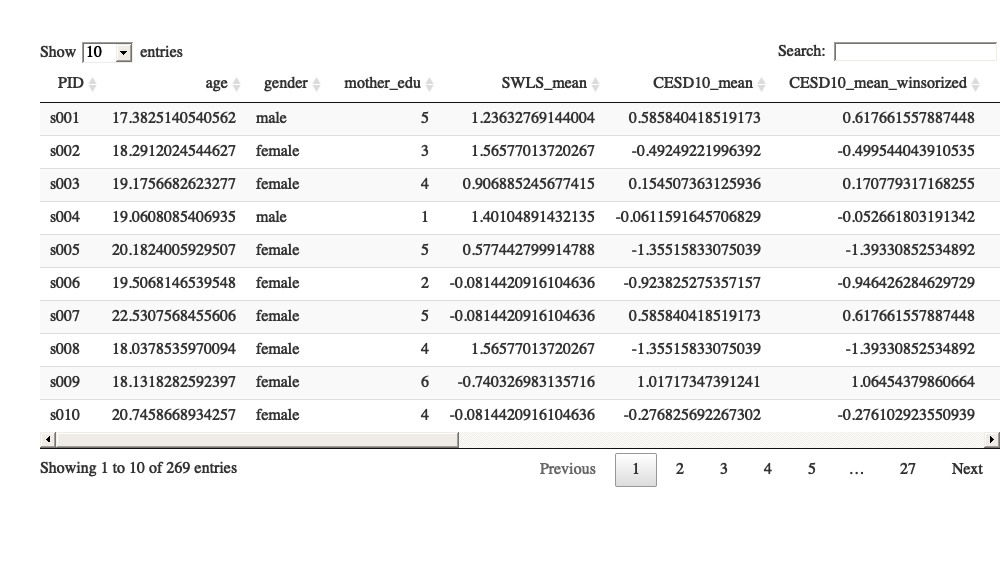 Show 10 entries Search:
PID age gender mother_edu SWLS_mean CESD10_mean CESD10_mean_winsorized
s001 17.3825140540562 male 5 1.23632769144004 0.585840418519173 0.617661557887448
s002 18.2912024544627 female 3 1.56577013720267 -0.49249221996392 -0.499544043910535
s003 19.1756682623277 female 4 0.906885245677415 0.154507363125936 0.170779317168255
s004 19.0608085406935 male 1 1.40104891432135 -0.0611591645706829 -0.052661803191342
s005 20.1824005929507 female 5 0.577442799914788 -1.35515833075039 -1.39330852534892
s006 19.5068146539548 female 2 -0.0814420916104636 -0.923825275357157 -0.946426284629729
s007 22.5307568455606 female 5 -0.0814420916104636 0.585840418519173 0.617661557887448
s008 18.0378535970094 female 4 1.56577013720267 -1.35515833075039 -1.39330852534892
s009 18.1318282592397 female 6 -0.740326983135716 1.01717347391241 1.06454379860664
s010 20.7458668934257 female 4 -0.0814420916104636 -0.276825692267302 -0.276102923550939
Showing 1 to 10 of 269 entries Previous 1 2 3 4 5 … 27 Next